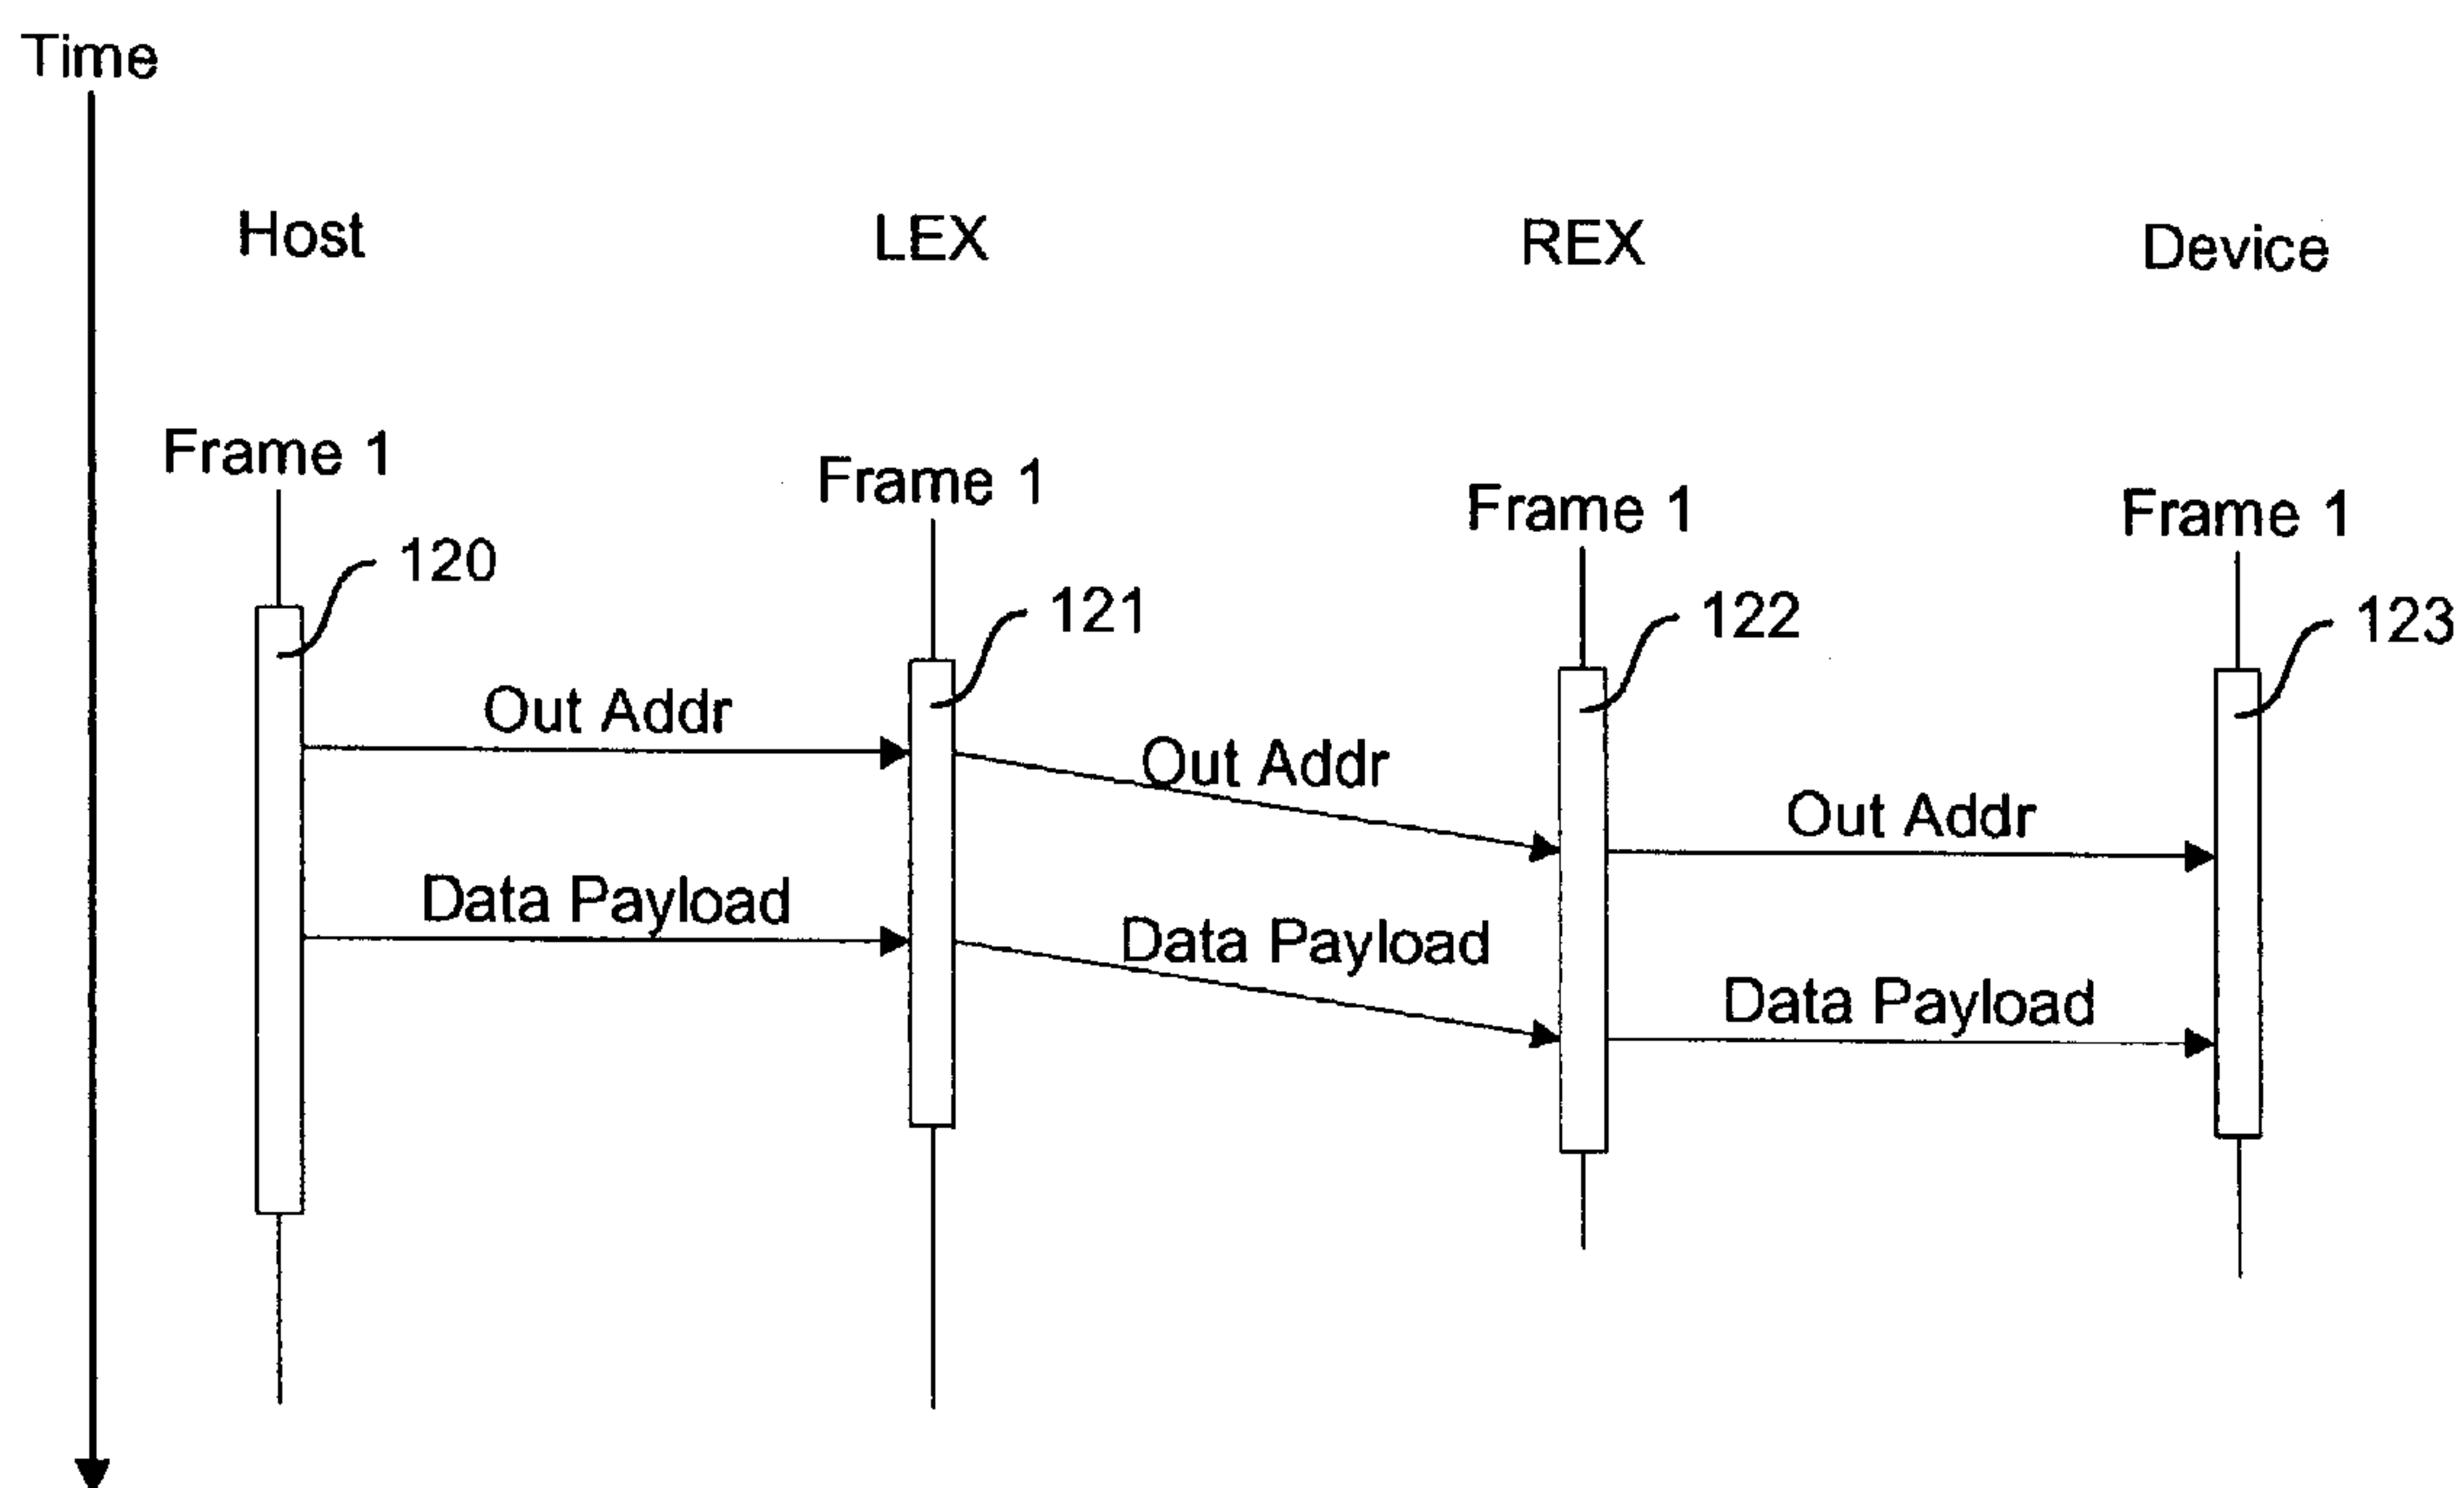 Time
Host
LEX
REX
Device
Frame 1
Frame 1
Frame 1
Frame 1
120
121
122
123
Out Addr
Out Addr
Out Addr
Data Payload
Data Payload
Data Payload